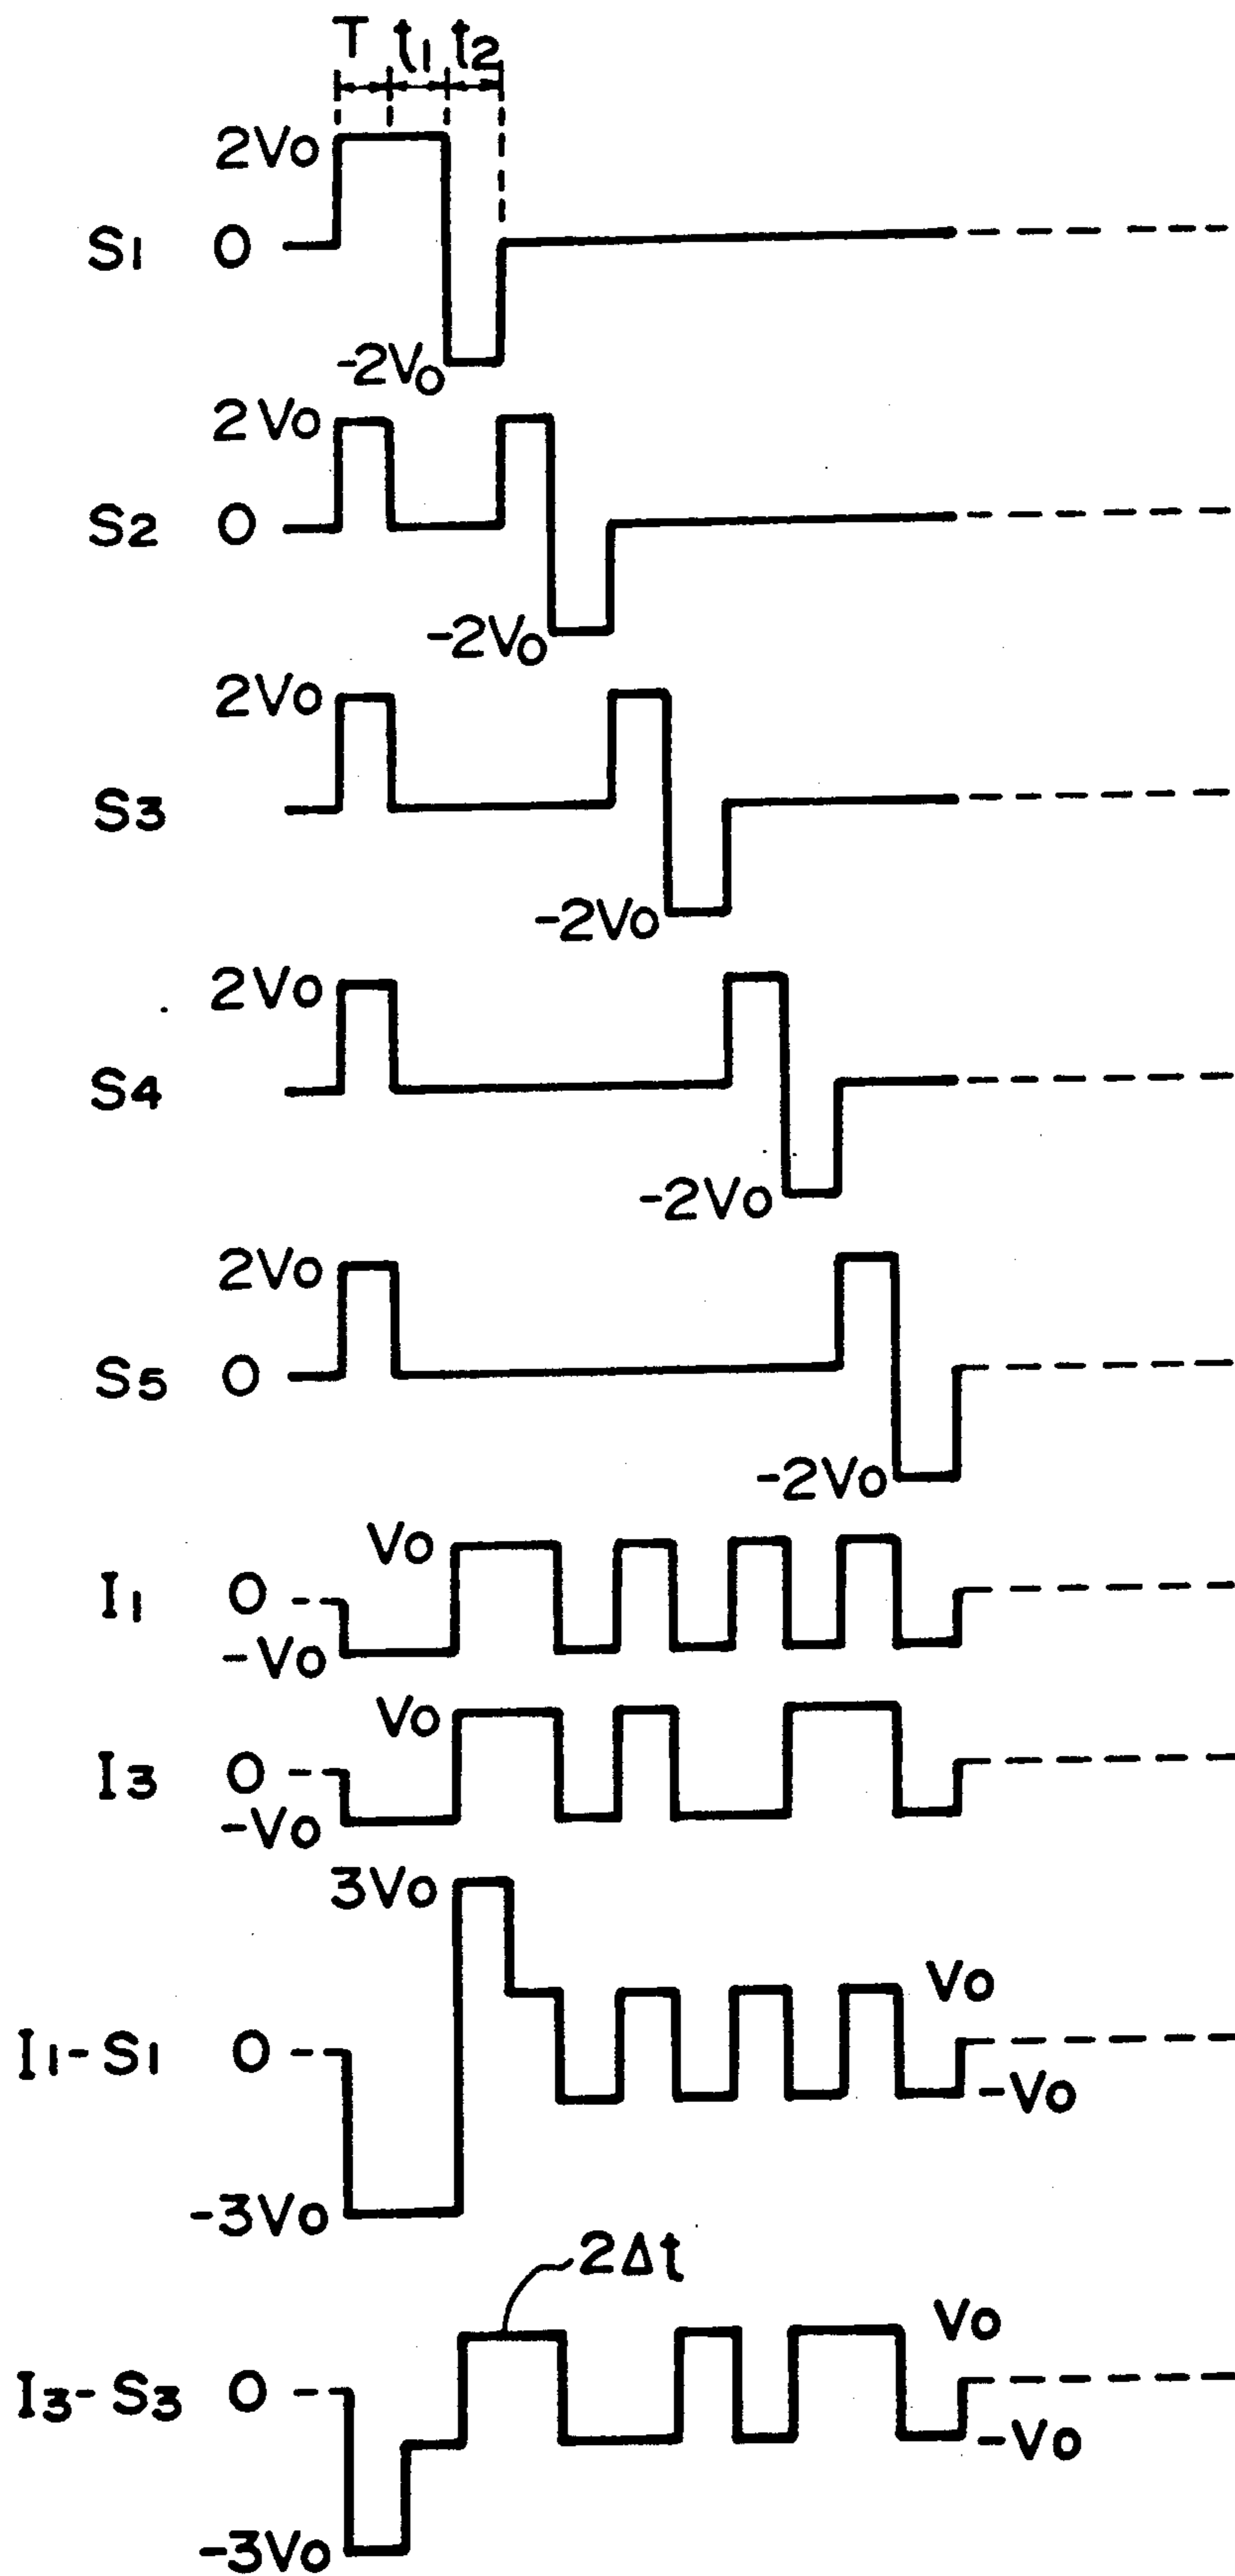 T t1 t2
2Vo
S1 0
-2Vo
2Vo
S2 0
-2Vo
2Vo
S3
-2Vo
2Vo
S4
-2Vo
2Vo
S5 0
-2Vo
Vo
I1 0
-Vo
Vo
I3 0
-Vo
3Vo
Vo
I1-S1 0
-Vo
-3Vo
2Δt
Vo
I3-S3 0
-Vo
-3Vo